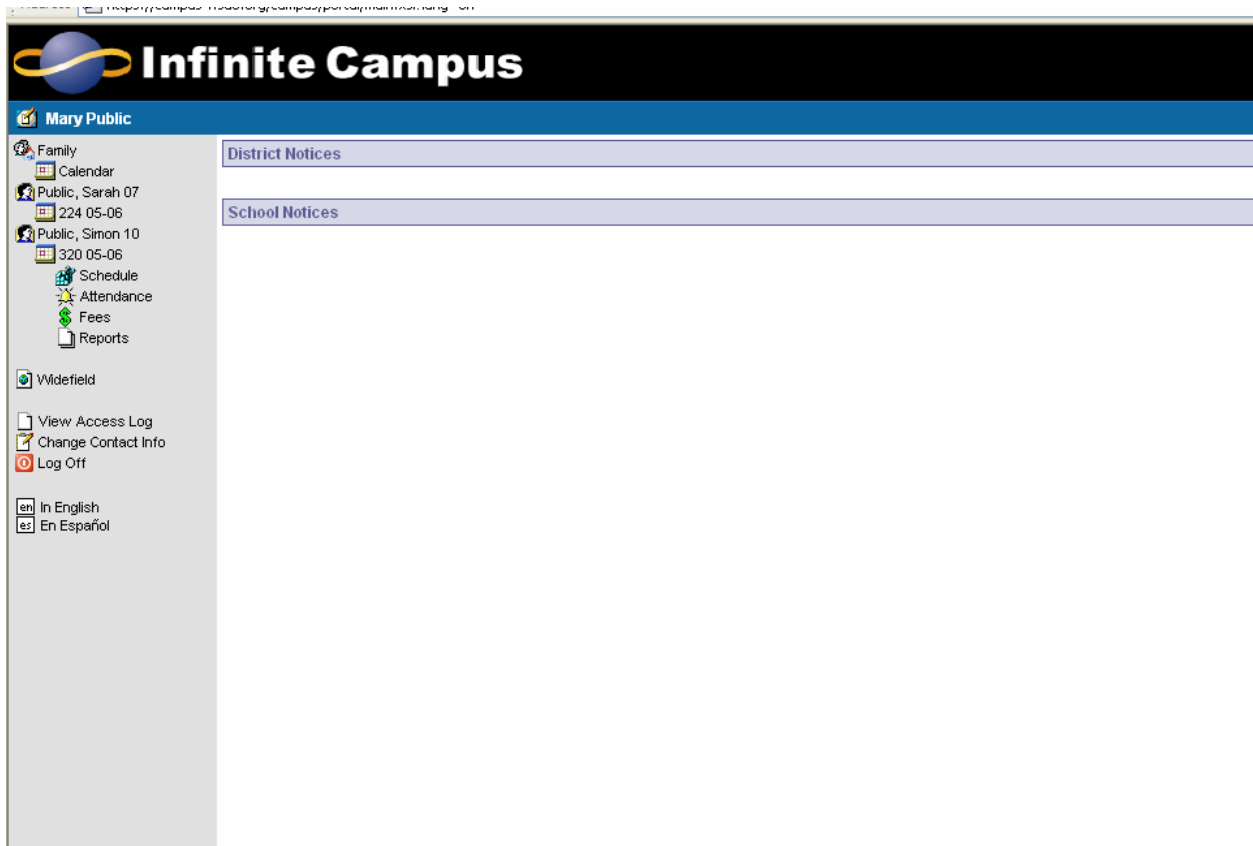 Infinite Campus
Mary Public
Family
Calendar
Public, Sarah 07
224 05-06
Public, Simon 10
320 05-06
Schedule
Attendance
Fees
Reports
Widefield
View Access Log
Change Contact Info
Log Off
en In English
es En Español
District Notices
School Notices